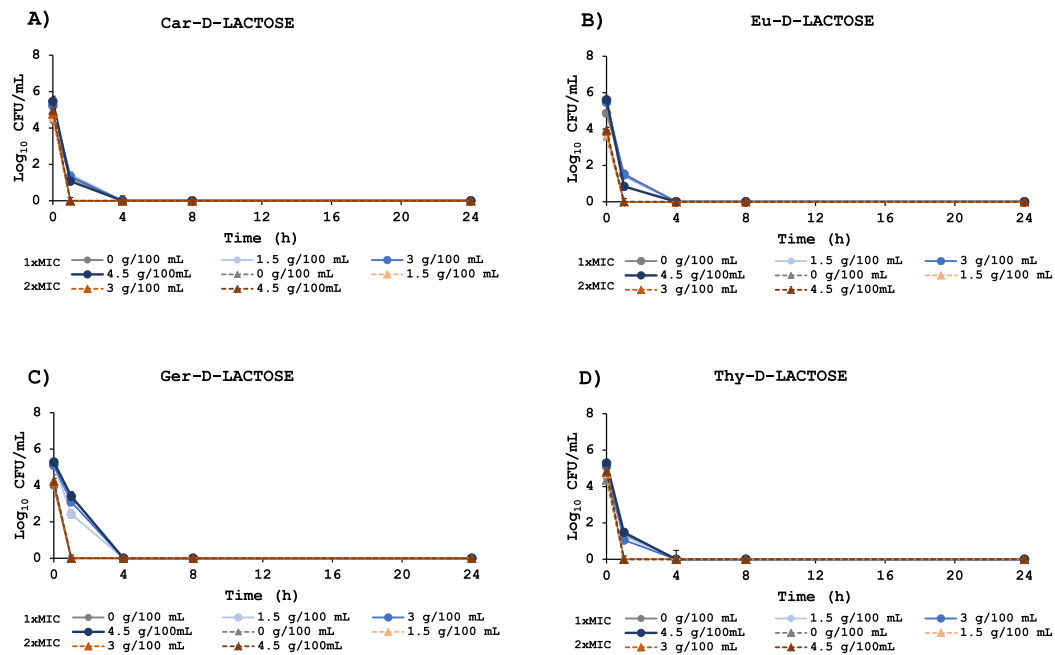 A)
Car-D-LACTOSE
8
6
4
2
0
Log10 CFU/mL
0 4 8 12 16 20 24
Time (h)
1xMIC 0 g/100 mL 1.5 g/100 mL 3 g/100 mL
4.5 g/100mL 0 g/100 mL 1.5 g/100 mL
2xMIC 3 g/100 mL 4.5 g/100mL
B)
Eu-D-LACTOSE
8
6
4
2
0
Log10 CFU/mL
0 4 8 12 16 20 24
Time (h)
1xMIC 0 g/100 mL 1.5 g/100 mL 3 g/100 mL
4.5 g/100mL 0 g/100 mL 1.5 g/100 mL
2xMIC 3 g/100 mL 4.5 g/100mL
C)
Ger-D-LACTOSE
8
6
4
2
0
Log10 CFU/mL
0 4 8 12 16 20 24
Time (h)
1xMIC 0 g/100 mL 1.5 g/100 mL 3 g/100 mL
4.5 g/100mL 0 g/100 mL 1.5 g/100 mL
2xMIC 3 g/100 mL 4.5 g/100mL
D)
Thy-D-LACTOSE
8
6
4
2
0
Log10 CFU/mL
0 4 8 12 16 20 24
Time (h)
1xMIC 0 g/100 mL 1.5 g/100 mL 3 g/100 mL
4.5 g/100mL 0 g/100 mL 1.5 g/100 mL
2xMIC 3 g/100 mL 4.5 g/100mL